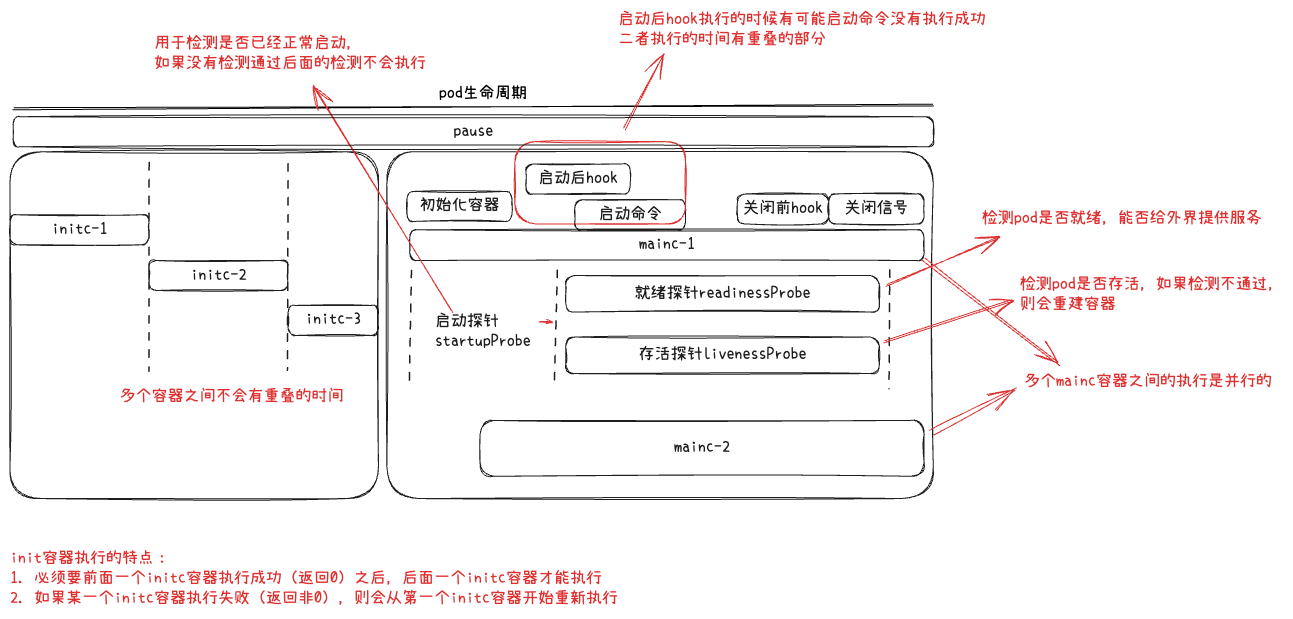 启动后hook执行的时候有可能启动命令没有执行成功
二者执行的时间有重叠的部分
用于检测是否已经正常启动,
如果没有检测通过后面的检测不会执行
pod生命周期
pause
启动后hook
初始化容器
启动命令
关闭前hook
关闭信号
initc-1
mainc-1
检测pod是否就绪, 能否给外界提供服务
initc-2
就绪探针readinessProbe
检测pod是否存活, 如果检测不通过,
则会重建容器
initc-3
启动探针
startupProbe
存活探针livenessProbe
多个容器之间不会有重叠的时间
多个mainc容器之间的执行是并行的
mainc-2
init容器执行的特点：
1. 必须要前面一个initc容器执行成功（返回0）之后, 后面一个initc容器才能执行
2. 如果某一个initc容器执行失败（返回非0）, 则会从第一个initc容器开始重新执行